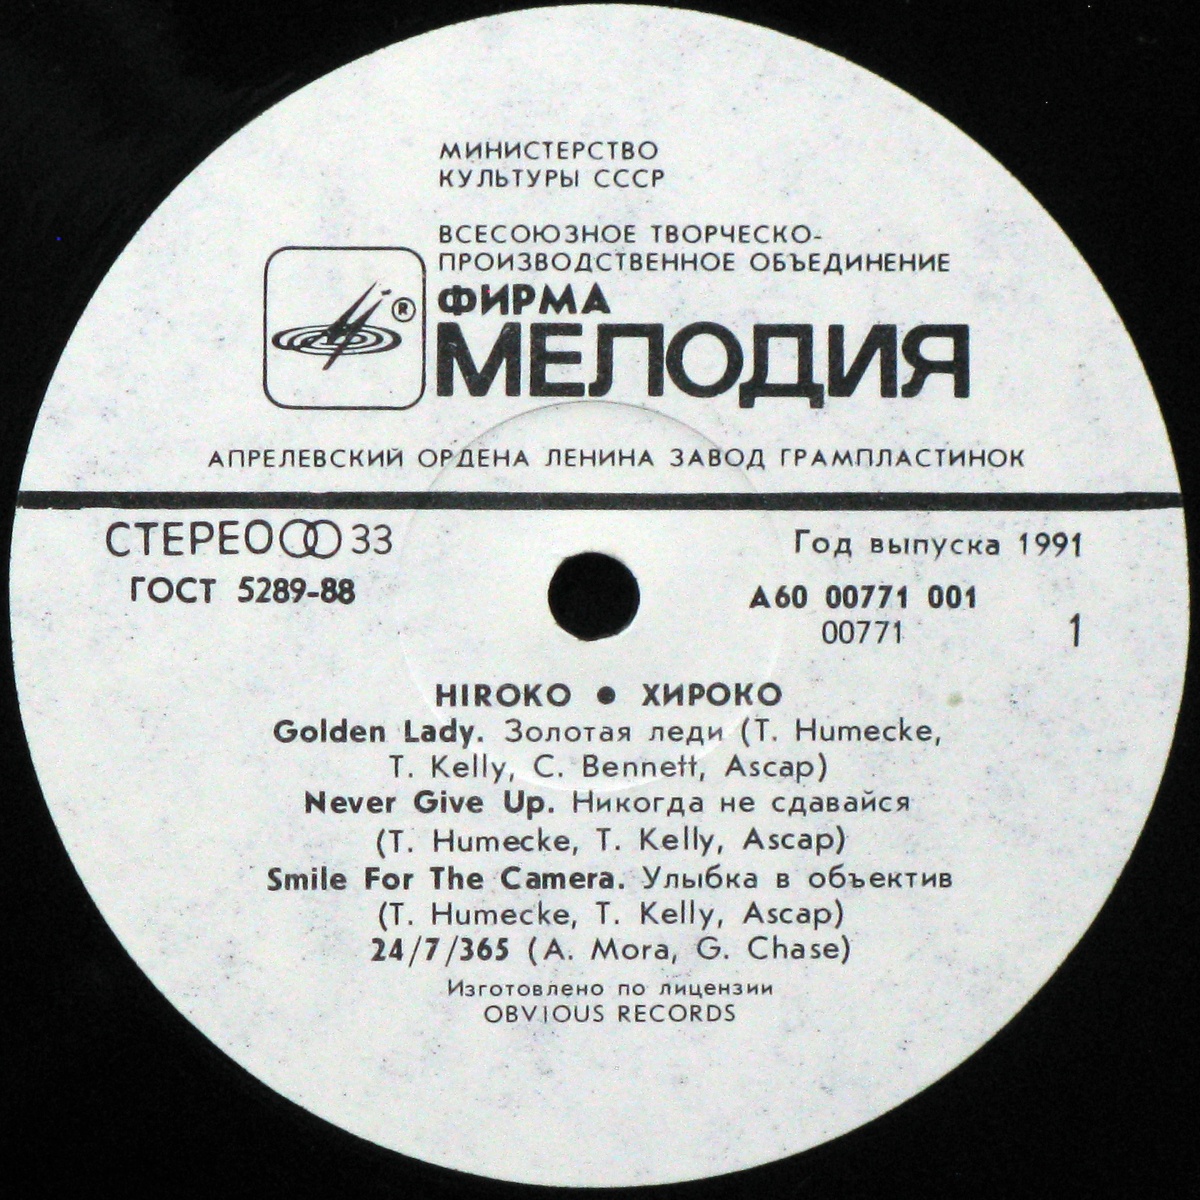 МИНИСТЕРСТВО
КУЛЬТУРЫ СССР
ВСЕСОЮЗНОЕ ТВОРЧЕСКО-
ПРОИЗВОДСТВЕННОЕ ОБЪЕДИНЕНИЕ
ФИРМА
®
МЕЛОДИЯ
АПРЕЛЕВСКИЙ ОРДЕНА ЛЕНИНА ЗАВОД ГРАМПЛАСТИНОК
СТЕРЕО 33
ГОСТ 5289-88
Год выпуска 1991
А60 00771 001
00771
1
HIROKO ● ХИРОКО
Golden Lady. Золотая леди (T. Humecke,
T. Kelly, C. Bennett, Ascap)
Never Give Up. Никогда не сдавайся
(T. Humecke, T. Kelly, Ascap)
Smile For The Camera. Улыбка в объектив
(T. Humecke, T. Kelly, Ascap)
24/7/365 (A. Mora, G. Chase)
Изготовлено по лицензии
OBVIOUS RECORDS